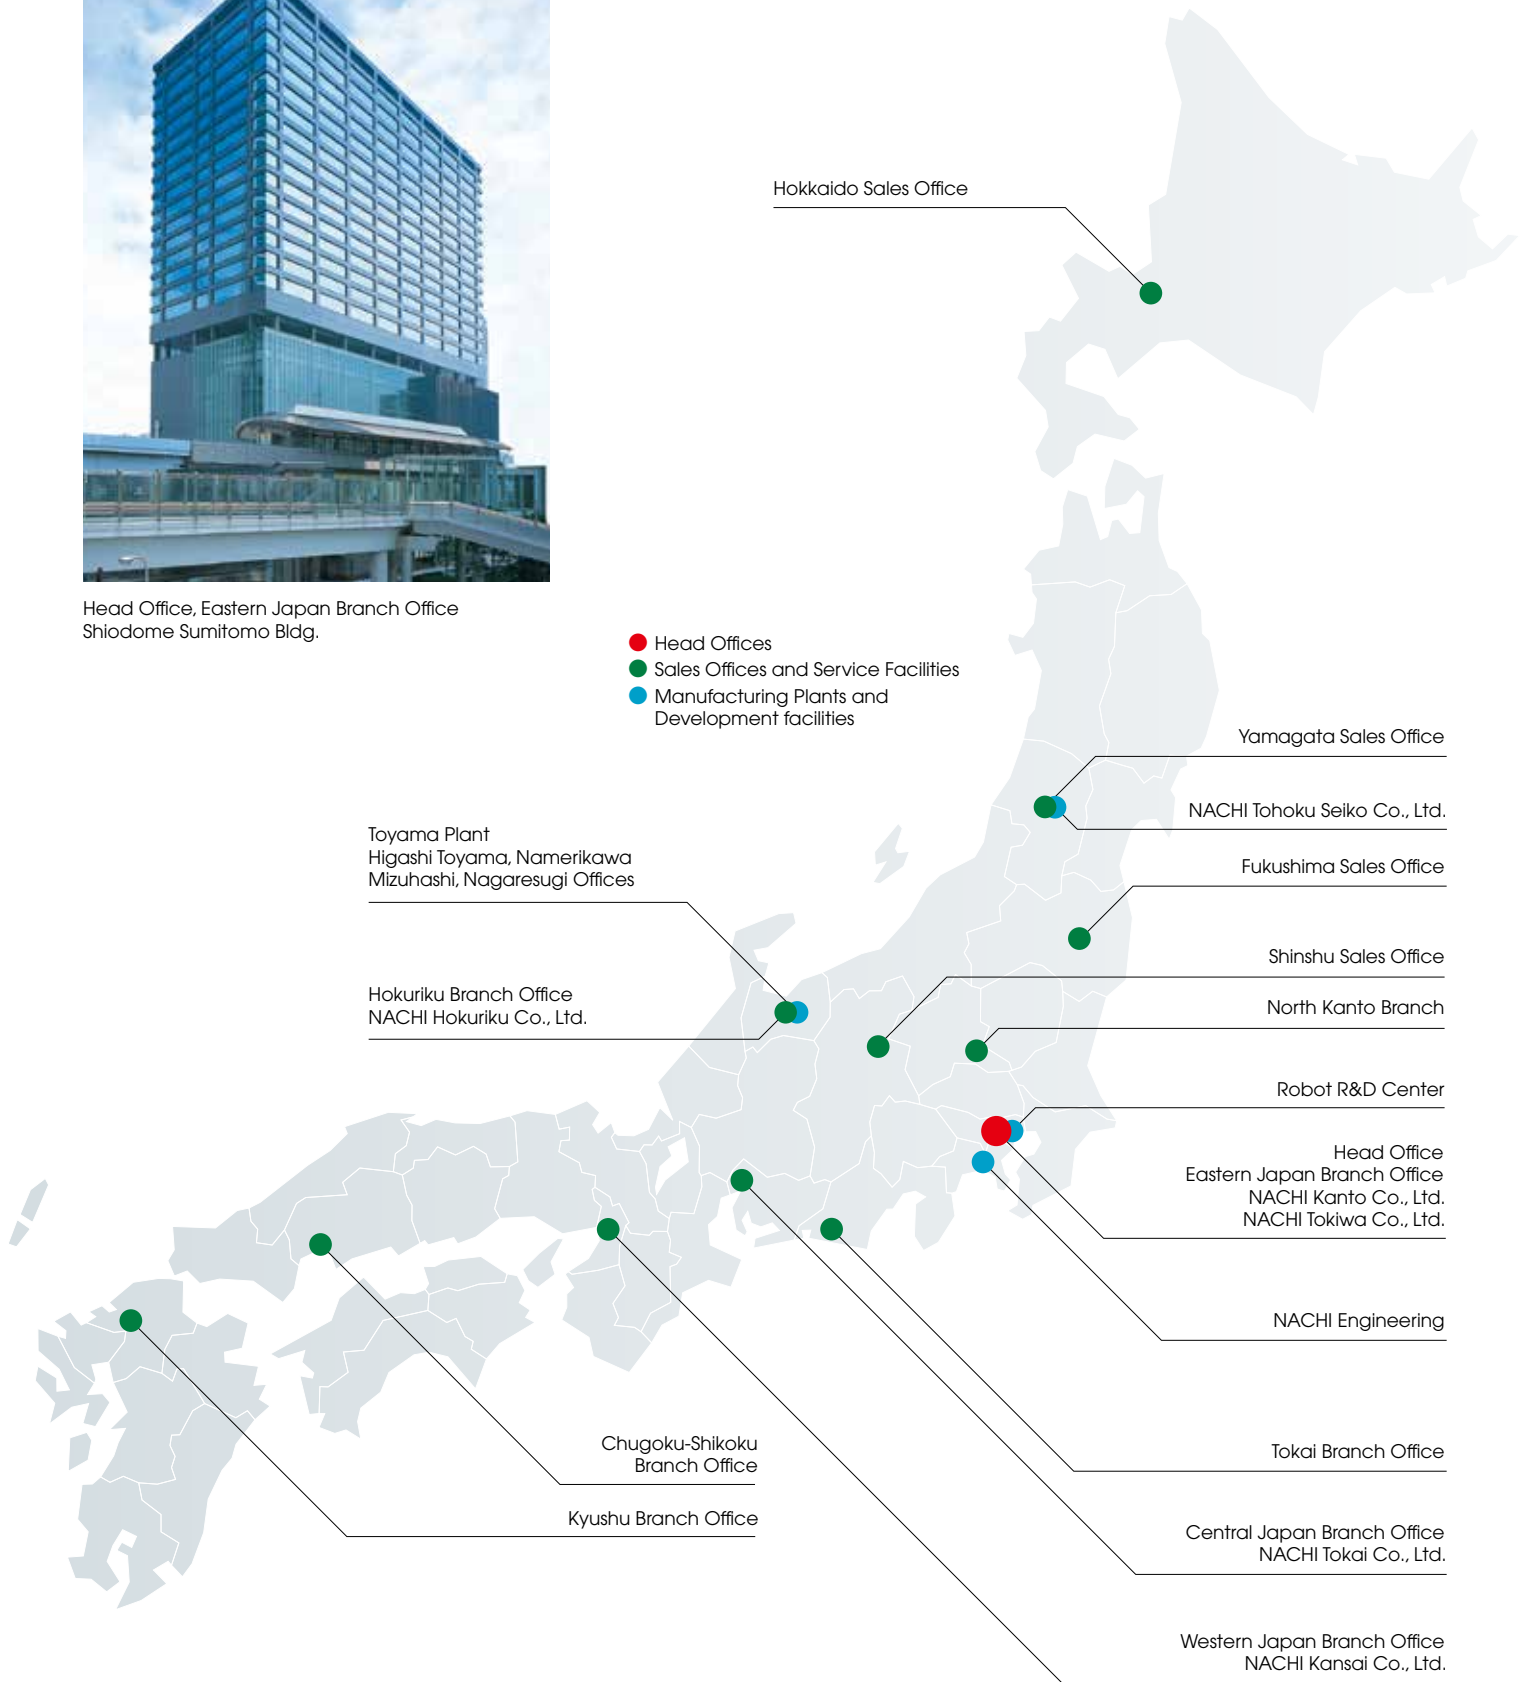 Hokkaido Sales Office
Head Office, Eastern Japan Branch Office
Shiodome Sumitomo Bldg.
Head Offices
Sales Offices and Service Facilities
Manufacturing Plants and
Development facilities
Yamagata Sales Office
NACHI Tohoku Seiko Co., Ltd.
Toyama Plant
Higashi Toyama, Namerikawa
Mizuhashi, Nagaresugi Offices
Fukushima Sales Office
Shinshu Sales Office
Hokuriku Branch Office
NACHI Hokuriku Co., Ltd.
North Kanto Branch
Robot R&D Center
Head Office
Eastern Japan Branch Office
NACHI Kanto Co., Ltd.
NACHI Tokiwa Co., Ltd.
NACHI Engineering
Chugoku-Shikoku
Branch Office
Tokai Branch Office
Kyushu Branch Office
Central Japan Branch Office
NACHI Tokai Co., Ltd.
Western Japan Branch Office
NACHI Kansai Co., Ltd.